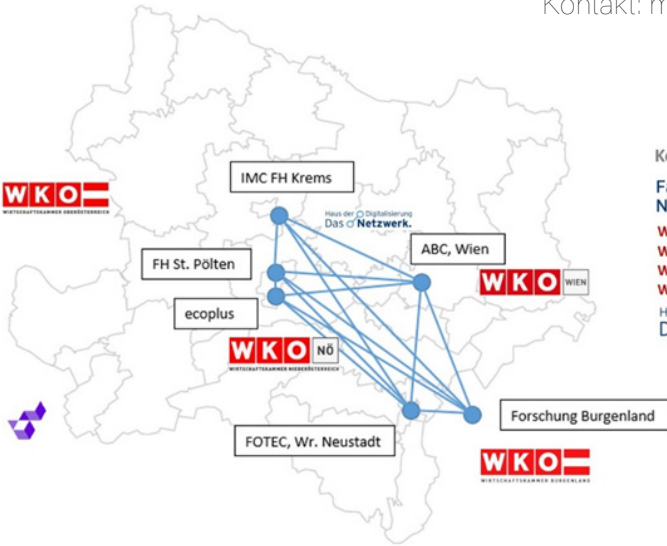 Kontakt: m
IMC FH Krems
WKO
WIRTSCHAFTSKAMMER OBERÖSTERREICH
Haus der Digitalisierung
Das Netzwerk.
FH St. Pölten
ABC, Wien
WKO WIEN
ecoplus
WKO NÖ
WIRTSCHAFTSKAMMER NIEDERÖSTERREICH
Forschung Burgenland
FOTEC, Wr. Neustadt
WKO
WIRTSCHAFTSKAMMER BURGENLAND